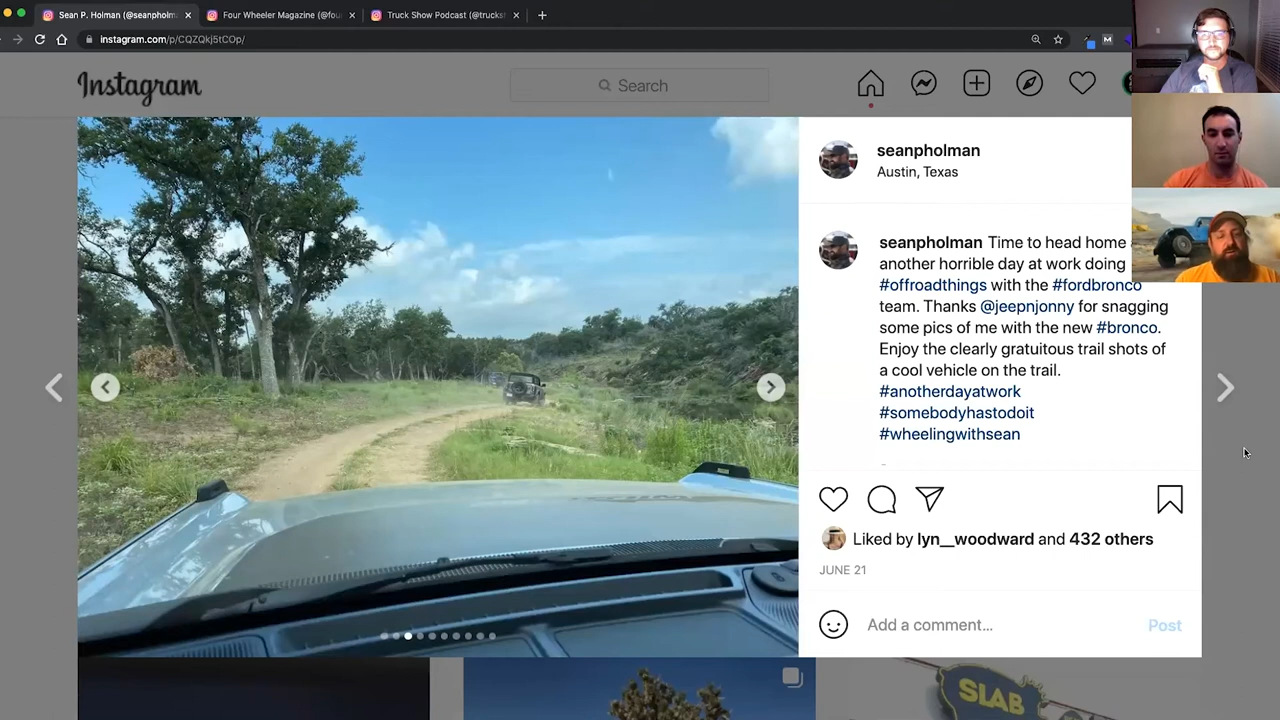 Sean P. Holman (@seanpholm
Four Wheeler Magazine (@fou
Truck Show Podcast (@trucks
instagram.com/p/CQZQkj5tCOp/
M
Instagram
Search
seanpholman
Austin, Texas
seanpholman Time to head home
another horrible day at work doing
#offroadthings with the #fordbronco
team. Thanks @jeepnjonny for snagging
some pics of me with the new #bronco.
Enjoy the clearly gratuitous trail shots of
a cool vehicle on the trail.
#anotherdayatwork
#somebodyhastodoit
#wheelingwithsean
Liked by lyn__woodward and 432 others
JUNE 21
Add a comment...
Post
SLAB